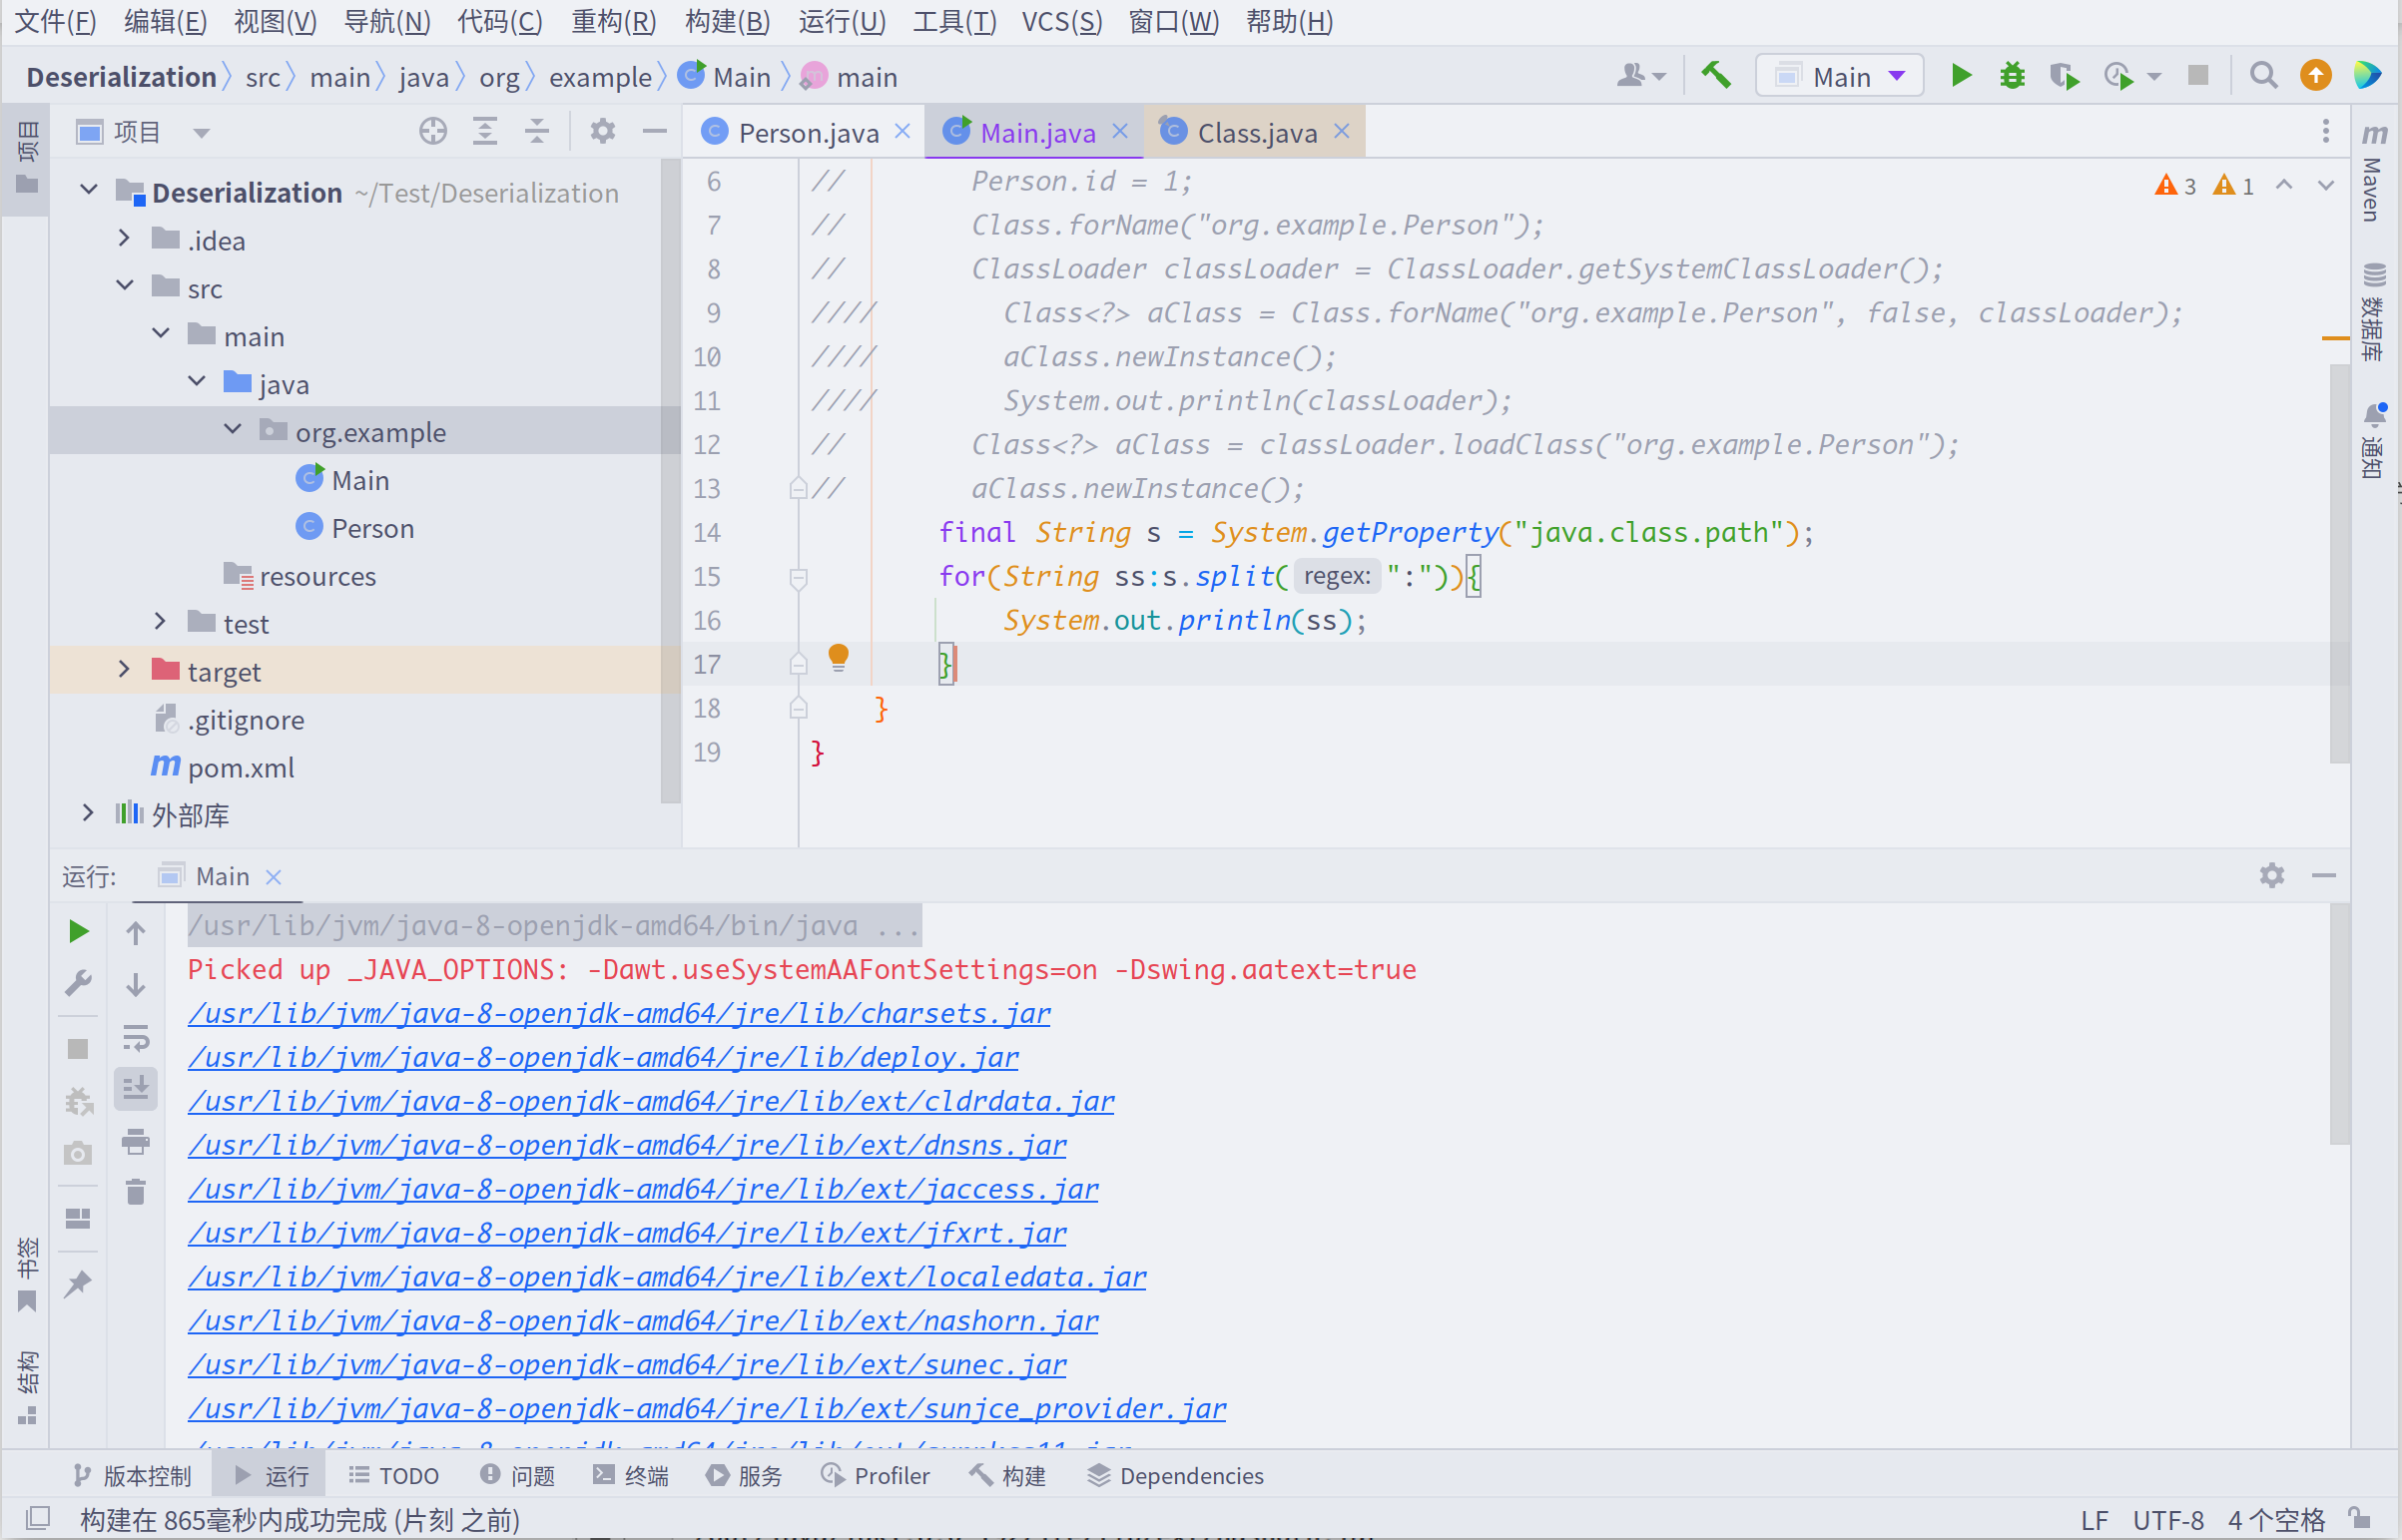 文件(F) 编辑(E) 视图(V) 导航(N) 代码(C) 重构(R) 构建(B) 运行(U) 工具(T) VCS(S) 窗口(W) 帮助(H)
Deserialization src main java org example Main main
Main
项目
项目
Deserialization ~/Test/Deserialization
.idea
src
main
java
org.example
Main
Person
resources
test
target
.gitignore
pom.xml
外部库
Person.java Main.java Class.java
3 1
6 // Person.id = 1;
7 // Class.forName("org.example.Person");
8 // ClassLoader classLoader = ClassLoader.getSystemClassLoader();
9 //// Class<?> aClass = Class.forName("org.example.Person", false, classLoader);
10 //// aClass.newInstance();
11 //// System.out.println(classLoader);
12 // Class<?> aClass = classLoader.loadClass("org.example.Person");
13 // aClass.newInstance();
14 final String s = System.getProperty("java.class.path");
15 for(String ss:s.split( regex: ":")){
16 System.out.println(ss);
17 }
18 }
19 }
Maven
数据库
通知
运行: Main
/usr/lib/jvm/java-8-openjdk-amd64/bin/java ...
Picked up _JAVA_OPTIONS: -Dawt.useSystemAAFontSettings=on -Dswing.aatext=true
/usr/lib/jvm/java-8-openjdk-amd64/jre/lib/charsets.jar
/usr/lib/jvm/java-8-openjdk-amd64/jre/lib/deploy.jar
/usr/lib/jvm/java-8-openjdk-amd64/jre/lib/ext/cldrdata.jar
/usr/lib/jvm/java-8-openjdk-amd64/jre/lib/ext/dnsns.jar
/usr/lib/jvm/java-8-openjdk-amd64/jre/lib/ext/jaccess.jar
/usr/lib/jvm/java-8-openjdk-amd64/jre/lib/ext/jfxrt.jar
/usr/lib/jvm/java-8-openjdk-amd64/jre/lib/ext/localedata.jar
/usr/lib/jvm/java-8-openjdk-amd64/jre/lib/ext/nashorn.jar
/usr/lib/jvm/java-8-openjdk-amd64/jre/lib/ext/sunec.jar
/usr/lib/jvm/java-8-openjdk-amd64/jre/lib/ext/sunjce_provider.jar
书签
结构
版本控制 运行 TODO 问题 终端 服务 Profiler 构建 Dependencies
构建在 865毫秒内成功完成 (片刻 之前)
LF UTF-8 4 个空格